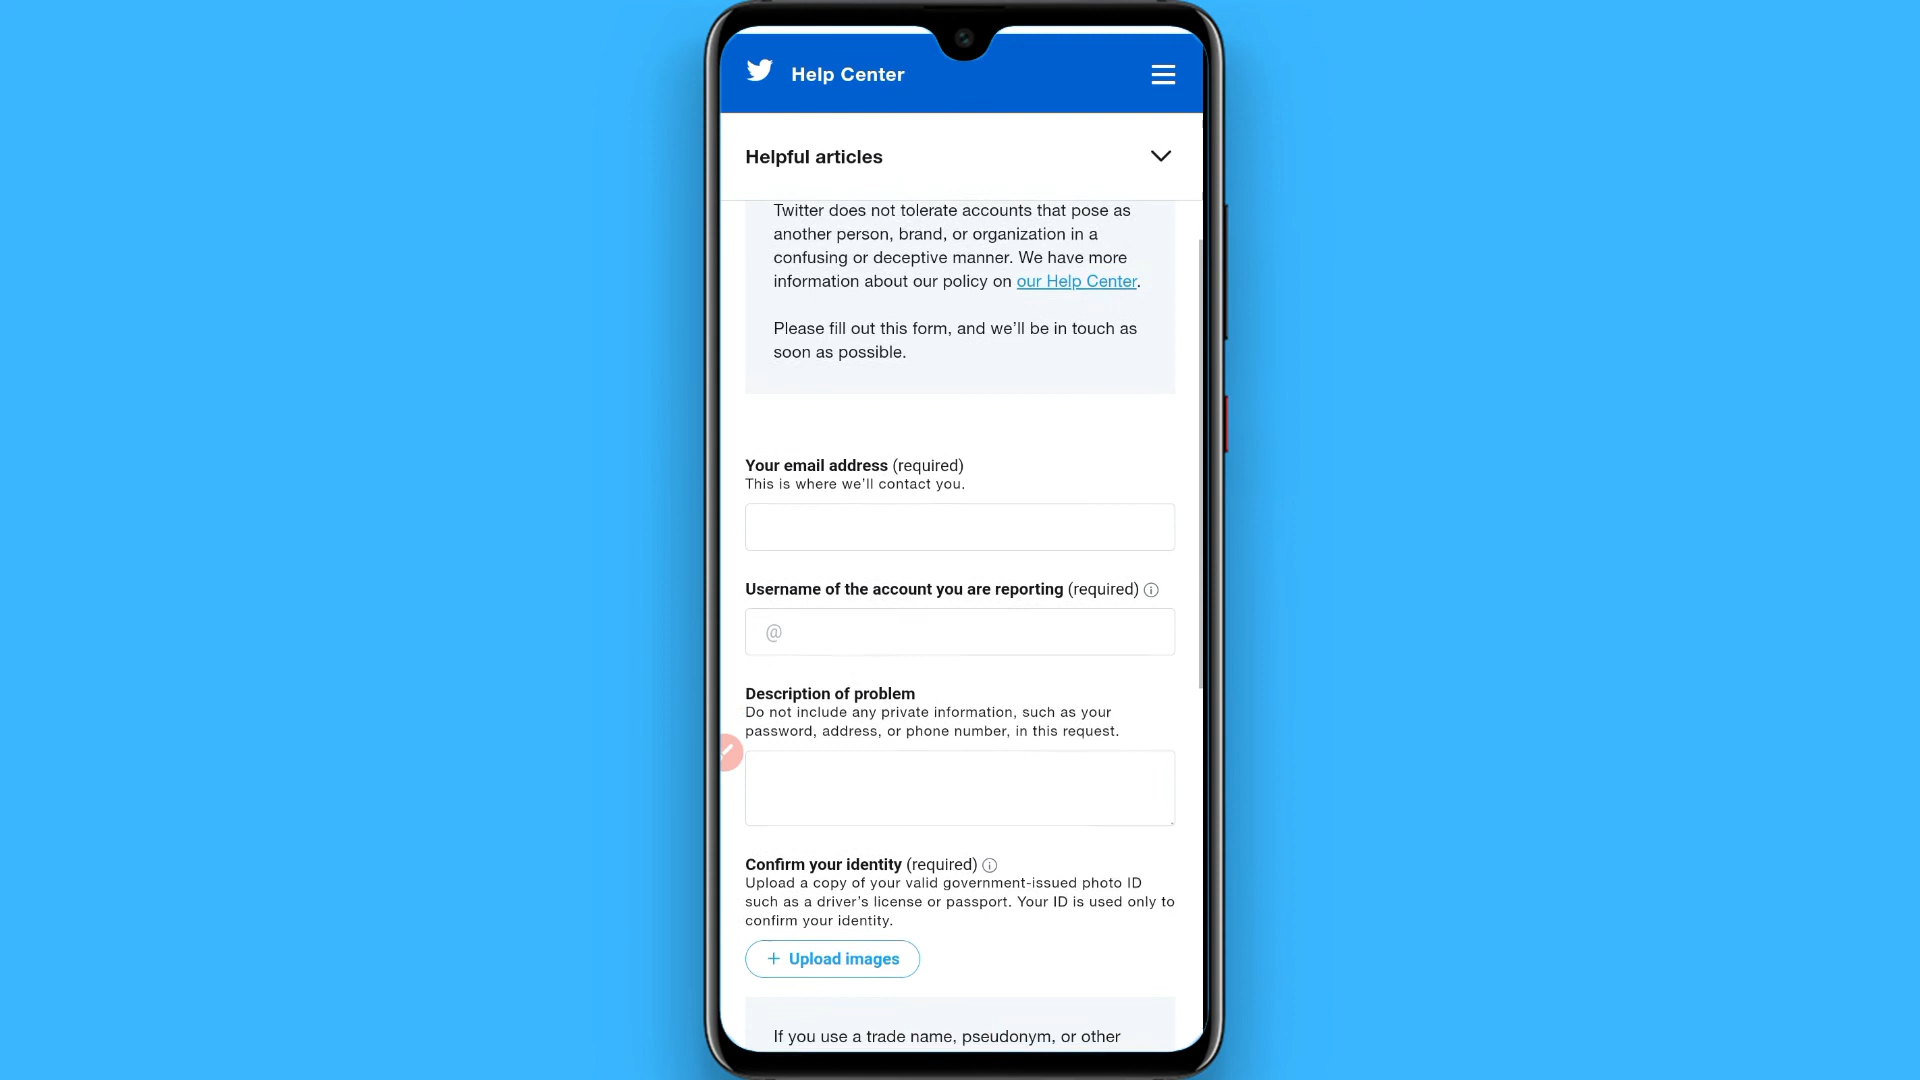 Help Center
Helpful articles
Twitter does not tolerate accounts that pose as
another person, brand, or organization in a
confusing or deceptive manner. We have more
information about our policy on our Help Center.
Please fill out this form, and we’ll be in touch as
soon as possible.
Your email address (required)
This is where we’ll contact you.
Username of the account you are reporting (required)
@
Description of problem
Do not include any private information, such as your
password, address, or phone number, in this request.
Confirm your identity (required)
Upload a copy of your valid government-issued photo ID
such as a driver’s license or passport. Your ID is used only to
confirm your identity.
+ Upload images
If you use a trade name, pseudonym, or other